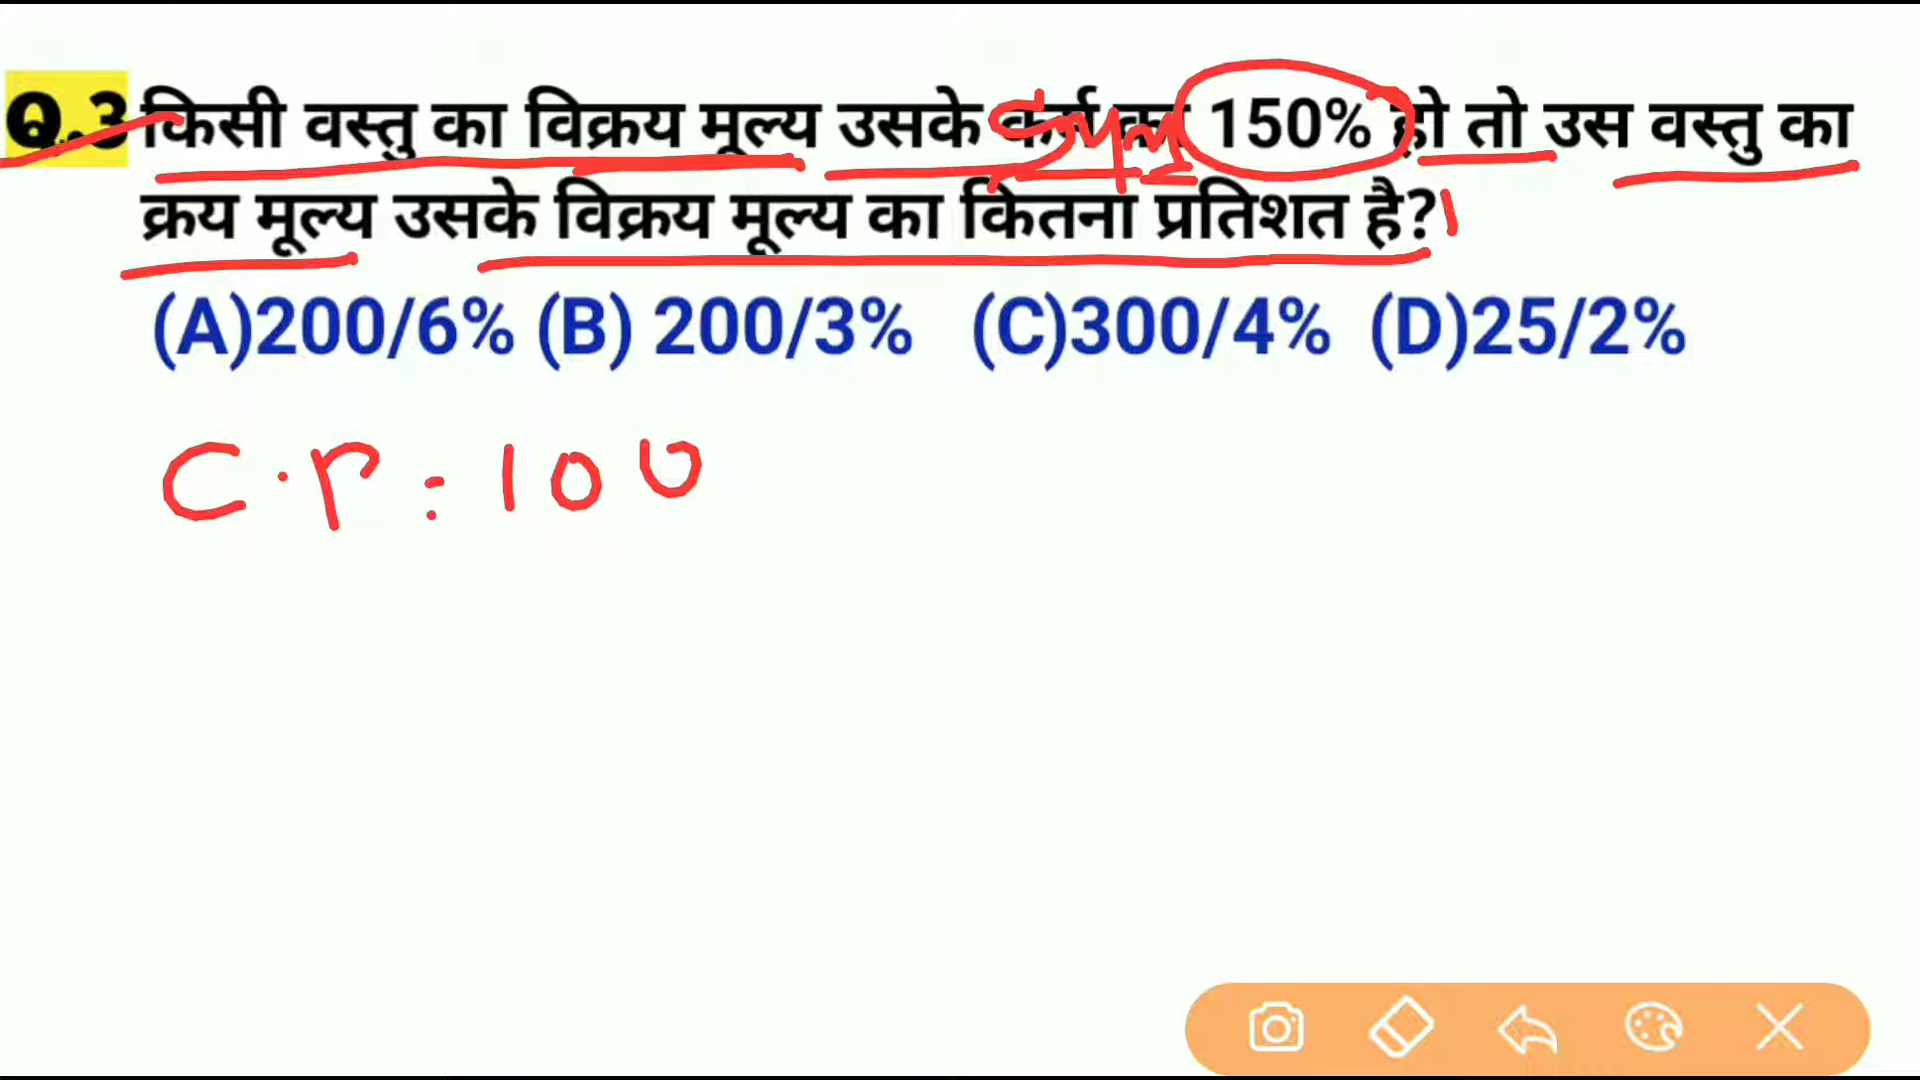 Q.3 किसी वस्तु का विक्रय मूल्य उसके का 150% हो तो उस वस्तु का
क्रय मूल्य उसके विक्रय मूल्य का कितना प्रतिशत है?
(A)200/6% (B) 200/3% (C)300/4% (D)25/2%
C.P = 100